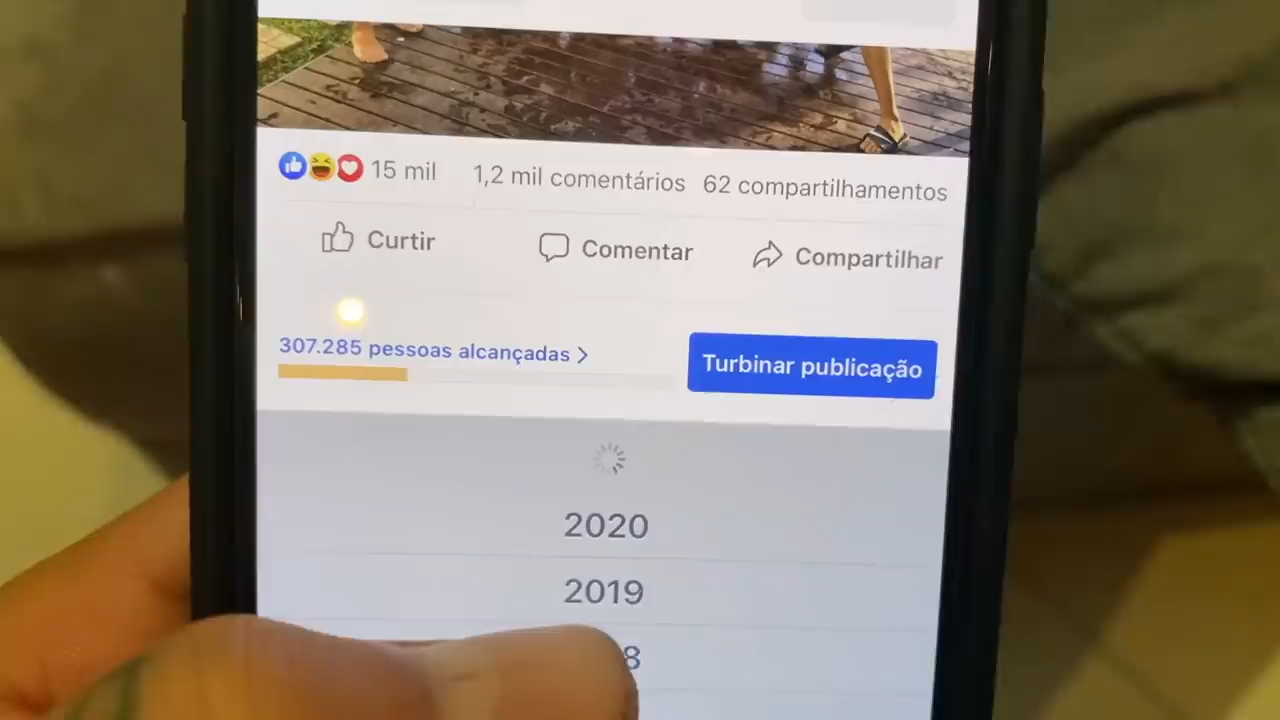 15 mil 1,2 mil comentários 62 compartilhamentos
Curtir Comentar Compartilhar
307.285 pessoas alcançadas
Turbinar publicação
2020
2019
8